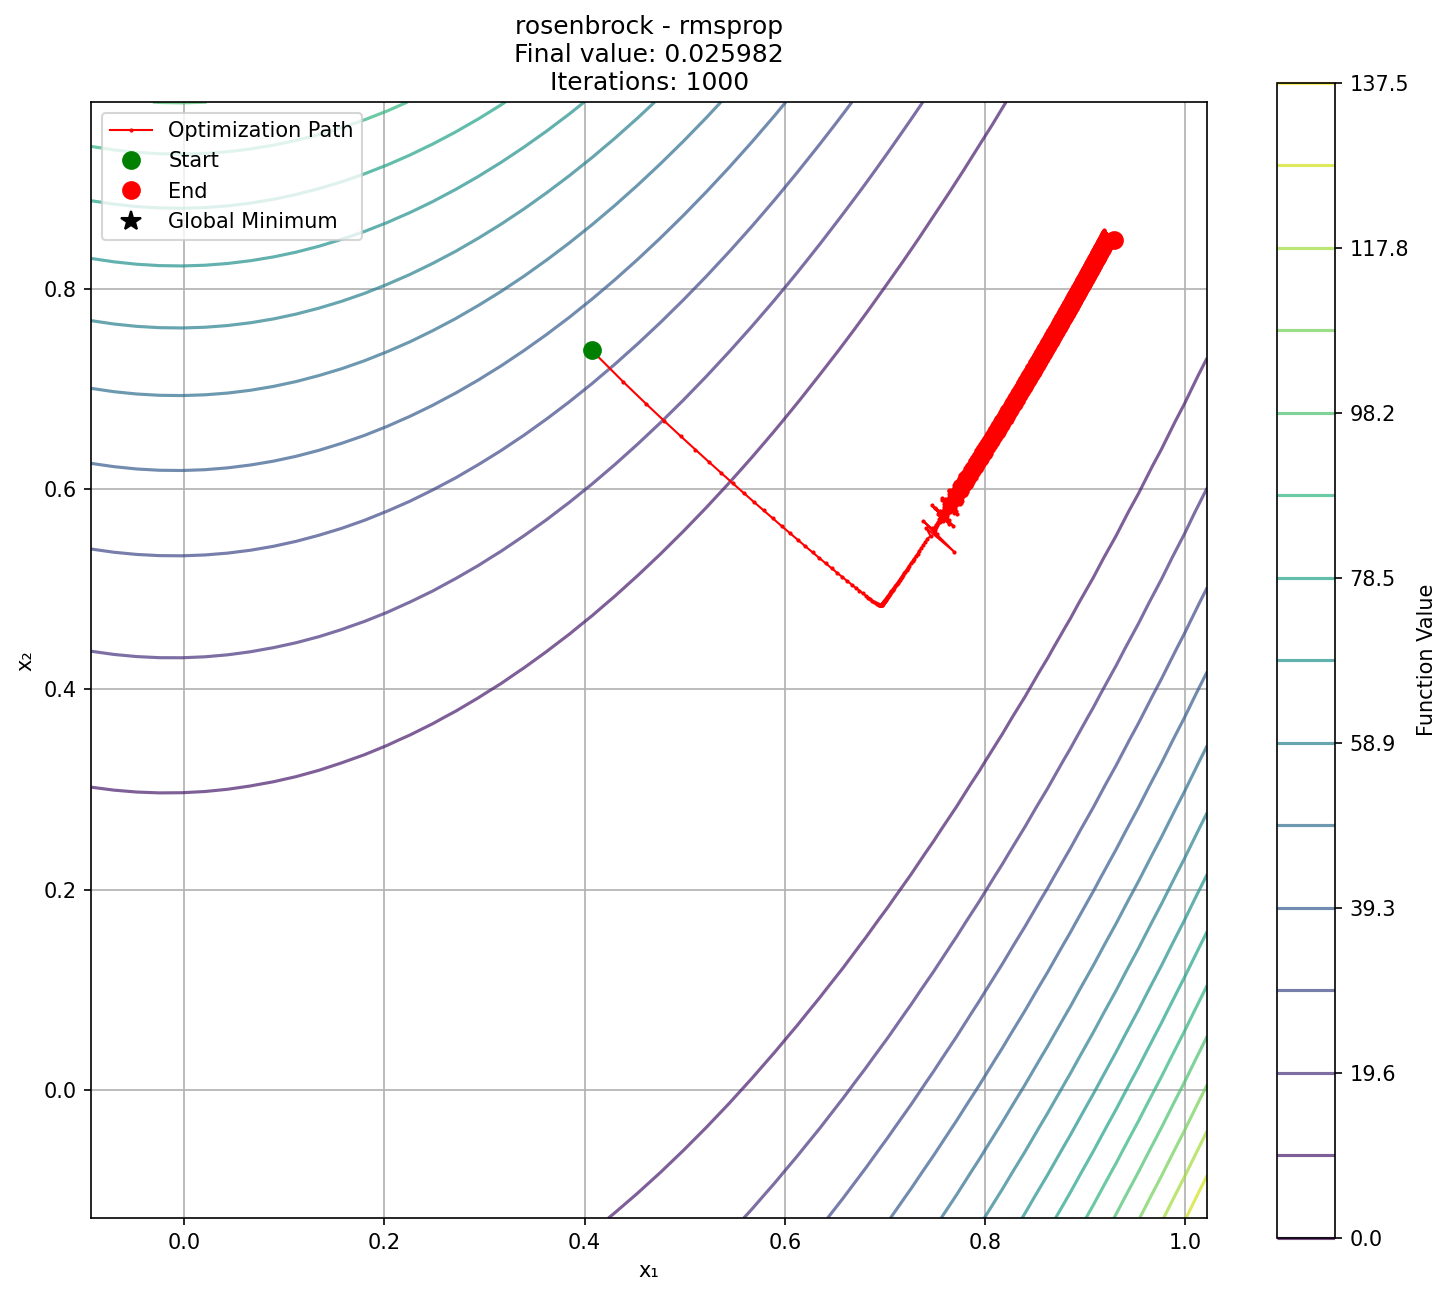 rosenbrock - rmsprop
Final value: 0.025982
Iterations: 1000
Optimization Path
Start
End
Global Minimum
x₂
0.8
0.6
0.4
0.2
0.0
0.0
0.2
0.4
0.6
0.8
1.0
x₁
137.5
117.8
98.2
78.5
58.9
39.3
19.6
0.0
Function Value